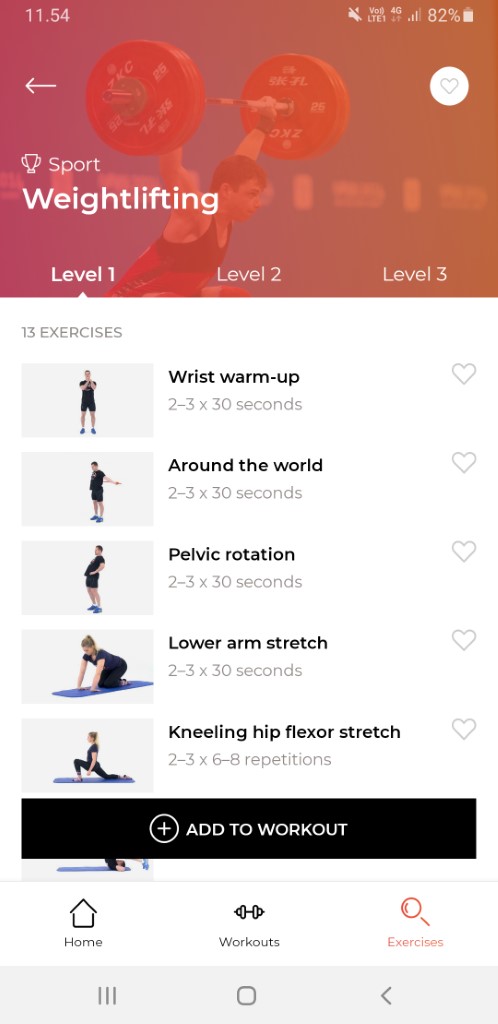 11.54
Vo)) LTE1 4G 82%
ZKC
25
Sport
Weightlifting
Level 1 Level 2 Level 3
13 EXERCISES
Wrist warm-up
2–3 x 30 seconds
Around the world
2–3 x 30 seconds
Pelvic rotation
2–3 x 30 seconds
Lower arm stretch
2–3 x 30 seconds
Kneeling hip flexor stretch
2–3 x 6–8 repetitions
ADD TO WORKOUT
Home Workouts Exercises